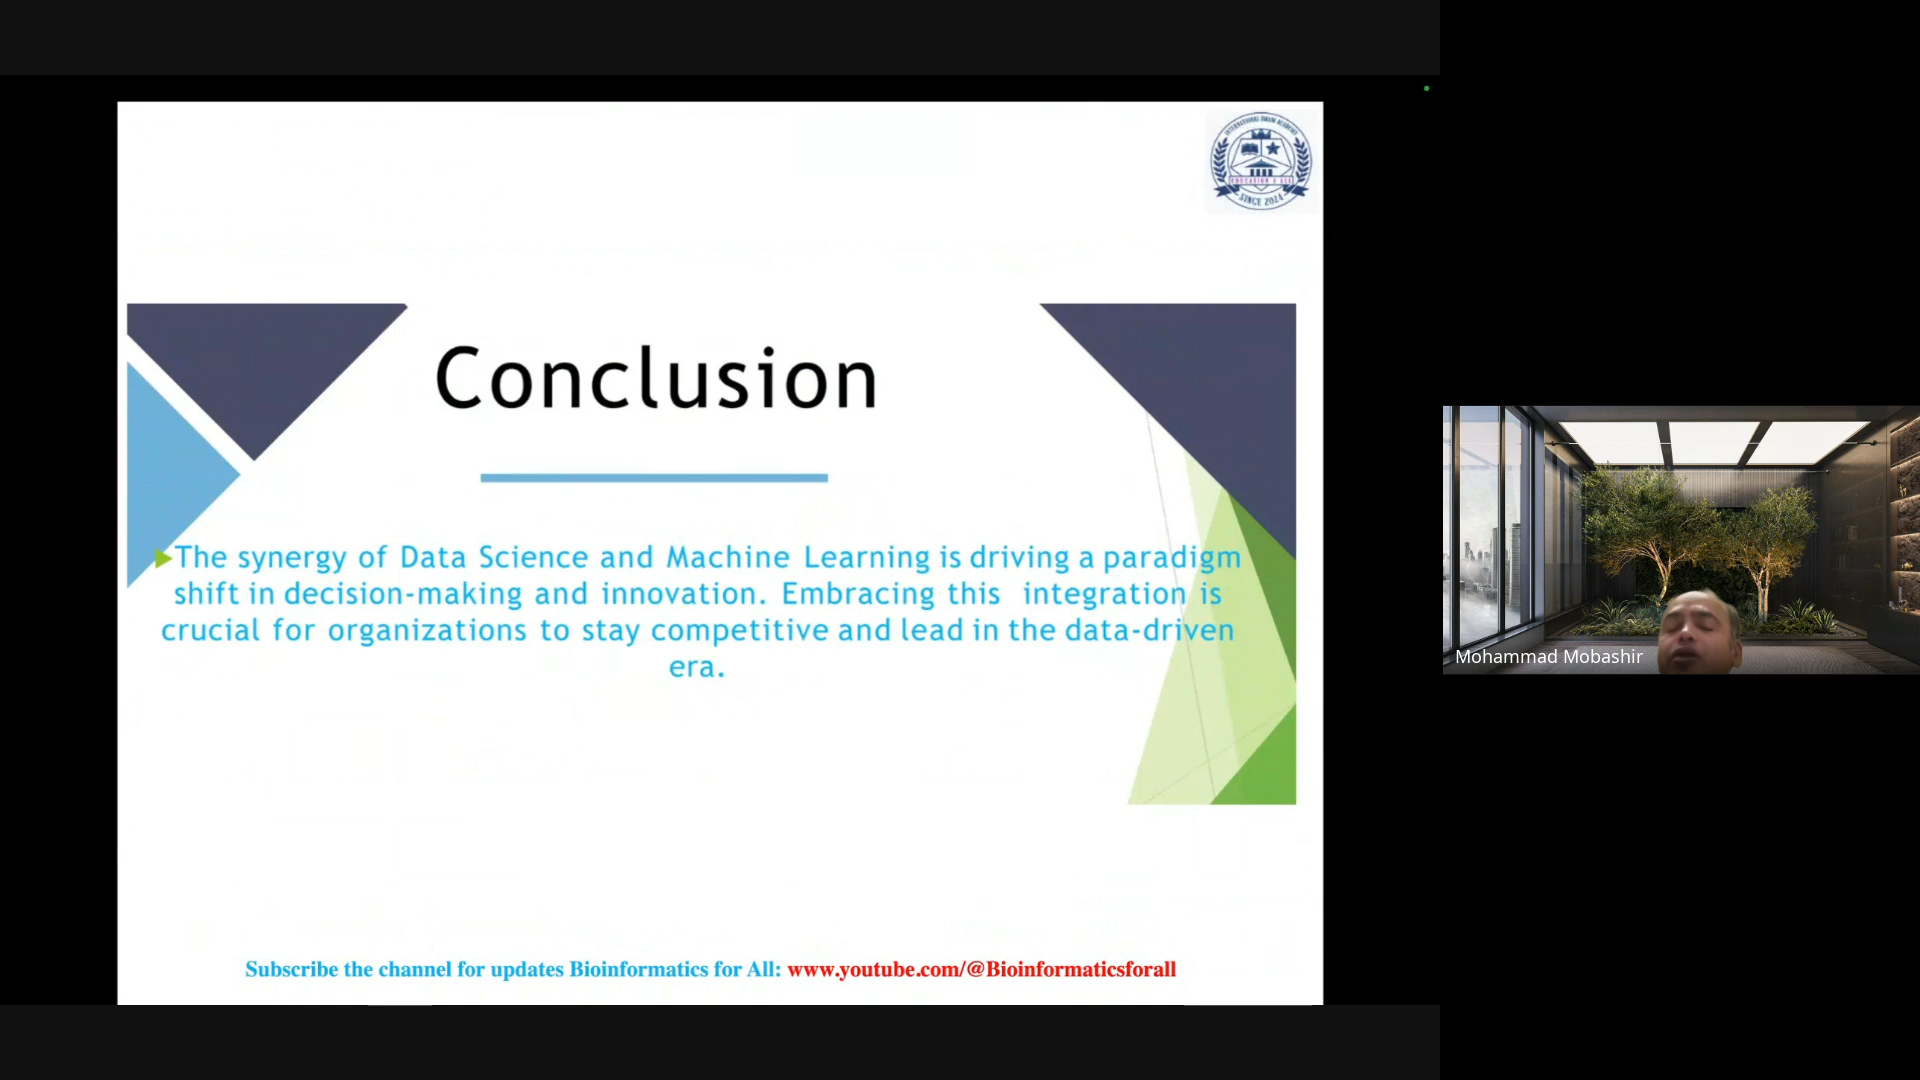 SINCE 2024
Conclusion
The synergy of Data Science and Machine Learning is driving a paradigm
shift in decision-making and innovation. Embracing this integration is
crucial for organizations to stay competitive and lead in the data-driven
era.
Mohammad Mobashir
Subscribe the channel for updates Bioinformatics for All: www.youtube.com/@Bioinformaticsforall